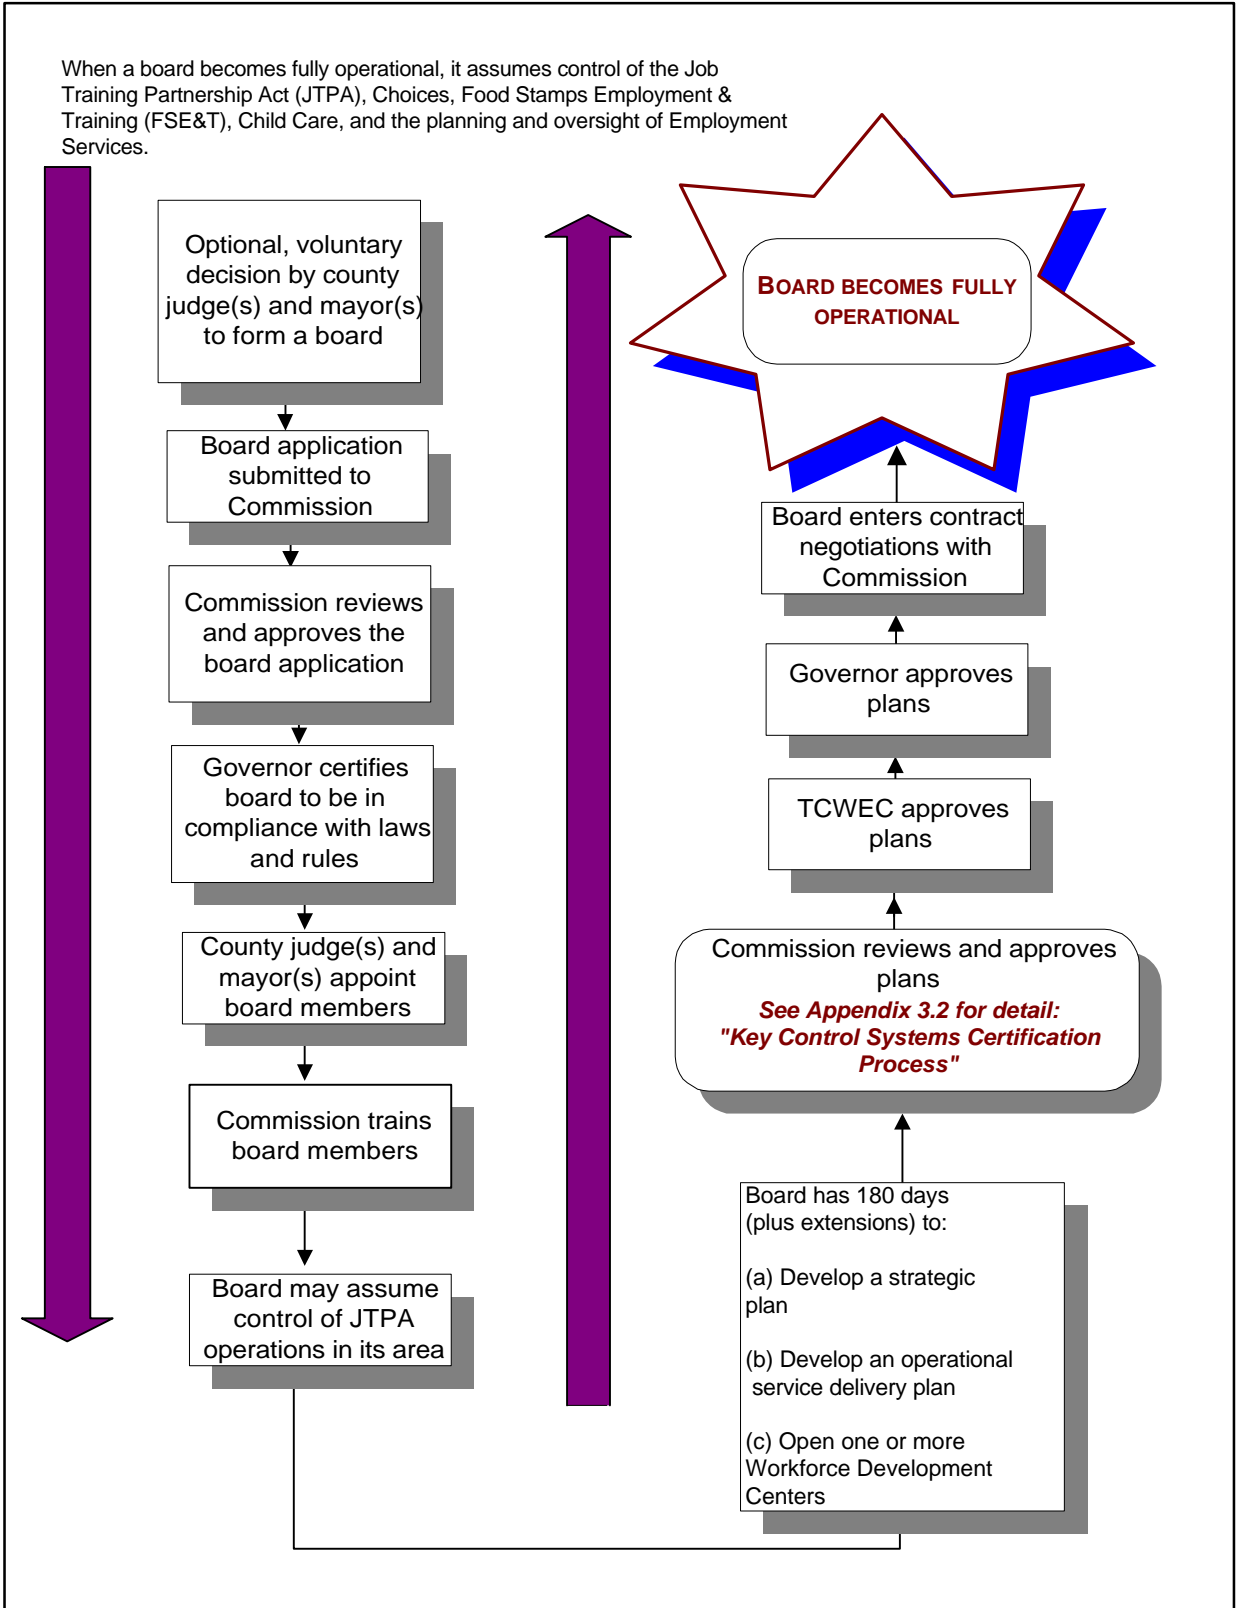 When a board becomes fully operational, it assumes control of the Job
Training Partnership Act (JTPA), Choices, Food Stamps Employment &
Training (FSE&T), Child Care, and the planning and oversight of Employment
Services.
Optional, voluntary
decision by county
judge(s) and mayor(s)
to form a board
Board application
submitted to
Commission
Commission reviews
and approves the
board application
Governor certifies
board to be in
compliance with laws
and rules
County judge(s) and
mayor(s) appoint
board members
Commission trains
board members
Board may assume
control of JTPA
operations in its area
Board has 180 days
(plus extensions) to:
(a) Develop a strategic
plan
(b) Develop an operational
service delivery plan
(c) Open one or more
Workforce Development
Centers
Commission reviews and approves
plans
See Appendix 3.2 for detail:
"Key Control Systems Certification
Process"
TCWEC approves
plans
Governor approves
plans
Board enters contract
negotiations with
Commission
BOARD BECOMES FULLY
OPERATIONAL